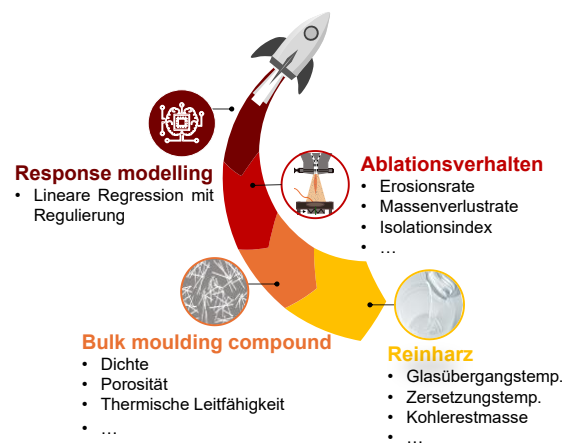 Response modelling
• Lineare Regression mit
Regulierung
Ablationsverhalten
• Erosionsrate
• Massenverlustrate
• Isolationsindex
• ...
Bulk moulding compound
• Dichte
• Porosität
• Thermische Leitfähigkeit
• ...
Reinharz
• Glasübergangstemp.
• Zersetzungstemp.
• Kohlerestmasse
• ...